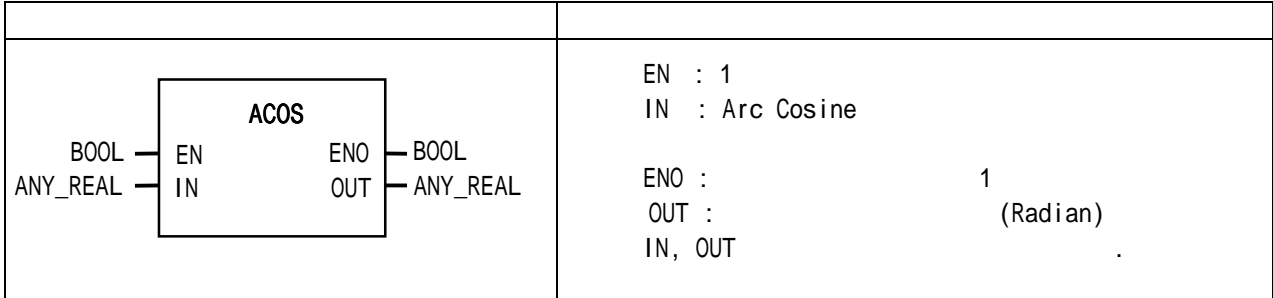 ACOS
BOOL EN ENO BOOL
ANY_REAL IN OUT ANY_REAL
EN : 1
IN : Arc Cosine
ENO : 1
OUT : (Radian)
IN, OUT .